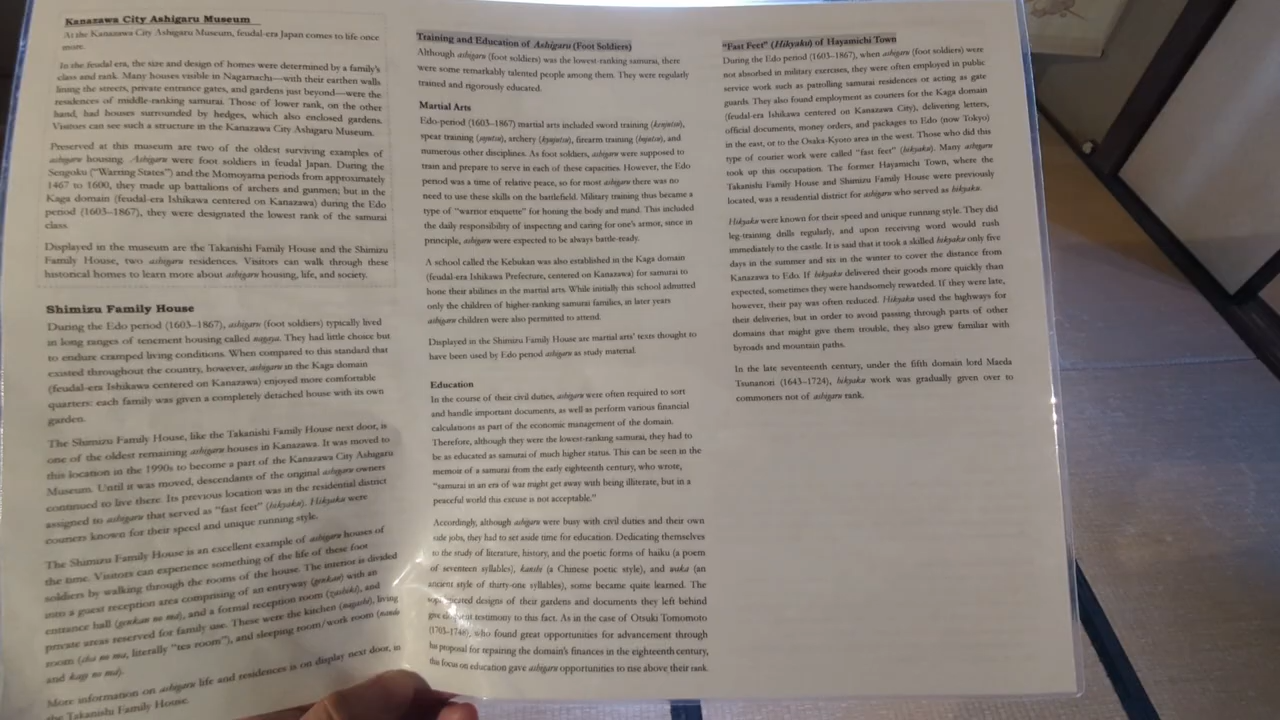 Kanazawa City Ashigaru Museum
At the Kanazawa City Ashigaru Museum, feudal-era Japan comes to life once
more.
In the feudal era, the size and design of homes were determined by a family's
class and rank. Many houses visible in Nagamachi—with their earthen walls
lining the streets, private entrance gates, and gardens just beyond—were the
residences of middle-ranking samurai. Those of lower rank, on the other
hand, had houses surrounded by hedges, which also enclosed gardens.
Visitors can see such a structure in the Kanazawa City Ashigaru Museum.
Preserved at this museum are two of the oldest surviving examples of
ashigaru housing. Ashigaru were foot soldiers in feudal Japan. During the
Sengoku ("Warring States") and the Momoyama periods from approximately
1467 to 1600, they made up battalions of archers and gunmen; but in the
Kaga domain (feudal-era Ishikawa centered on Kanazawa) during the Edo
period (1603–1867), they were designated the lowest rank of the samurai
class.
Displayed in the museum are the Takanishi Family House and the Shimizu
Family House, two ashigaru residences. Visitors can walk through these
historical homes to learn more about ashigaru housing, life, and society.
Shimizu Family House
During the Edo period (1603–1867), ashigaru (foot soldiers) typically lived
in long ranges of tenement housing called nagaya. They had little choice but
to endure cramped living conditions. When compared to this standard that
existed throughout the country, however, ashigaru in the Kaga domain
(feudal-era Ishikawa centered on Kanazawa) enjoyed more comfortable
quarters: each family was given a completely detached house with its own
garden.
The Shimizu Family House, like the Takanishi Family House next door, is
one of the oldest remaining ashigaru houses in Kanazawa. It was moved to
this location in the 1990s to become a part of the Kanazawa City Ashigaru
Museum. Until it was moved, descendants of the original ashigaru owners
continued to live there. Its previous location was in the residential district
assigned to ashigaru that served as "fast feet" (hikyaku). Hikyaku were
couriers known for their speed and unique running style.
The Shimizu Family House is an excellent example of ashigaru houses of
the time. Visitors can experience something of the life of these foot
soldiers by walking through the rooms of the house. The interior is divided
into a guest reception area comprising of an entryway (genkan) with an
entrance hall (genkan no ma), and a formal reception room (zashiki), and
private areas reserved for family use. These were the kitchen (nagashi), living
room (cha no ma, literally "tea room"), and sleeping room/work room (nando
and kagi no ma).
More information on ashigaru life and residences is on display next door, in
the Takanishi Family House.
Training and Education of Ashigaru (Foot Soldiers)
Although ashigaru (foot soldiers) was the lowest-ranking samurai, there
were some remarkably talented people among them. They were regularly
trained and rigorously educated.
Martial Arts
Edo-period (1603–1867) martial arts included sword training (kenjutsu),
spear training (sojutsu), archery (kyujutsu), firearm training (hojutsu), and
numerous other disciplines. As foot soldiers, ashigaru were supposed to
train and prepare to serve in each of these capacities. However, the Edo
period was a time of relative peace, so for most ashigaru there was no
need to use these skills on the battlefield. Military training thus became a
type of "warrior enquette" for honing the body and mind. This included
the daily responsibility of inspecting and caring for one's armor, since in
principle, ashigaru were expected to be always battle-ready.
A school called the Keibukan was also established in the Kaga domain
(feudal-era Ishikawa Prefecture, centered on Kanazawa) for samurai to
hone their abilities in the martial arts. While initially this school admitted
only the children of higher-ranking samurai families, in later years
ashigaru children were also permitted to attend.
Displayed in the Shimizu Family House are martial arts' texts thought to
have been used by Edo period ashigaru as study material.
Education
In the course of their civil duties, ashigaru were often required to sort
and handle important documents, as well as perform various financial
calculations as part of the economic management of the domain.
Therefore, although they were the lowest-ranking samurai, they had to
be as educated as samurai of much higher status. This can be seen in the
memoir of a samurai from the early eighteenth century, who wrote,
"samurai in an era of war might get away with being illiterate, but in a
peaceful world this excuse is not acceptable."
Accordingly, although ashigaru were busy with civil duties and their own
side jobs, they had to set aside time for education. Dedicating themselves
to the study of literature, history, and the poetic forms of haiku (a poem
of seventeen syllables), kanshi (a Chinese poetic style), and waka (an
ancient style of thirty-one syllables), some became quite learned. The
sophisticated designs of their gardens and documents they left behind
give eloquent testimony to this fact. As in the case of Otsuki Tomomoto
(1703–1748), who found great opportunities for advancement through
his proposal for repairing the domain's finances in the eighteenth century,
this focus on education gave ashigaru opportunities to rise above their rank.
"Fast Feet" (Hikyaku) of Hayamichi Town
During the Edo period (1603–1867), when ashigaru (foot soldiers) were
not absorbed in military exercises, they were often employed in public
service work such as patrolling samurai residences or acting as gate
guards. They also found employment as couriers for the Kaga domain
(feudal-era Ishikawa centered on Kanazawa City), delivering letters,
official documents, money orders, and packages to Edo (now Tokyo)
in the east, or to the Osaka-Kyoto area in the west. Those who did this
type of courier work were called "fast feet" (hikyaku). Many ashigaru
took up this occupation. The former Hayamichi Town, where the
Takanishi Family House and Shimizu Family House were previously
located, was a residential district for ashigaru who served as hikyaku.
Hikyaku were known for their speed and unique running style. They did
leg-training drills regularly, and upon receiving word would rush
immediately to the castle. It is said that it took a skilled hikyaku only five
days in the summer and six in the winter to cover the distance from
Kanazawa to Edo. If hikyaku delivered their goods more quickly than
expected, sometimes they were handsomely rewarded. If they were late,
however, their pay was often reduced. Hikyaku used the highways for
their deliveries, but in order to avoid passing through parts of other
domains that might give them trouble, they also grew familiar with
byroads and mountain paths.
In the late seventeenth century, under the fifth domain lord Maeda
Tsunanori (1643–1724), hikyaku work was gradually given over to
commoners not of ashigaru rank.